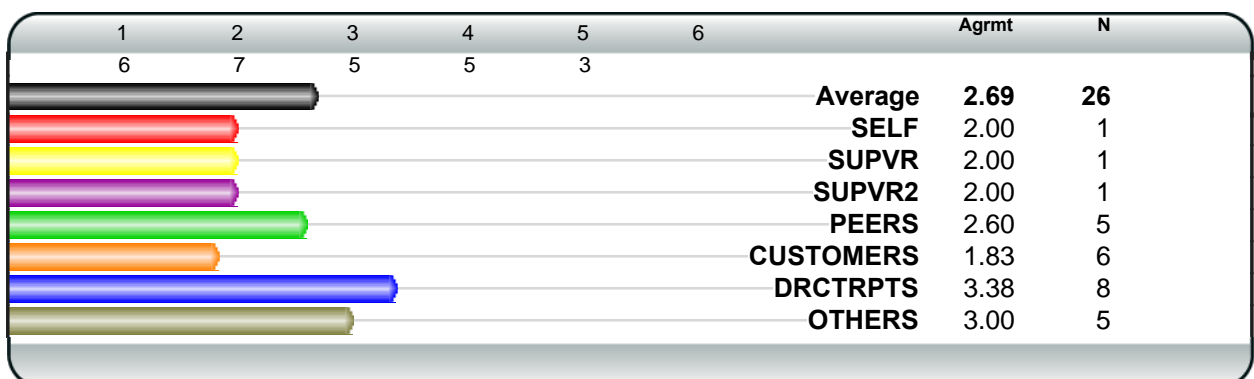 1 2 3 4 5 6 Agrmt N
6 7 5 5 3
Average 2.69 26
SELF 2.00 1
SUPVR 2.00 1
SUPVR2 2.00 1
PEERS 2.60 5
CUSTOMERS 1.83 6
DRCTRPTS 3.38 8
OTHERS 3.00 5